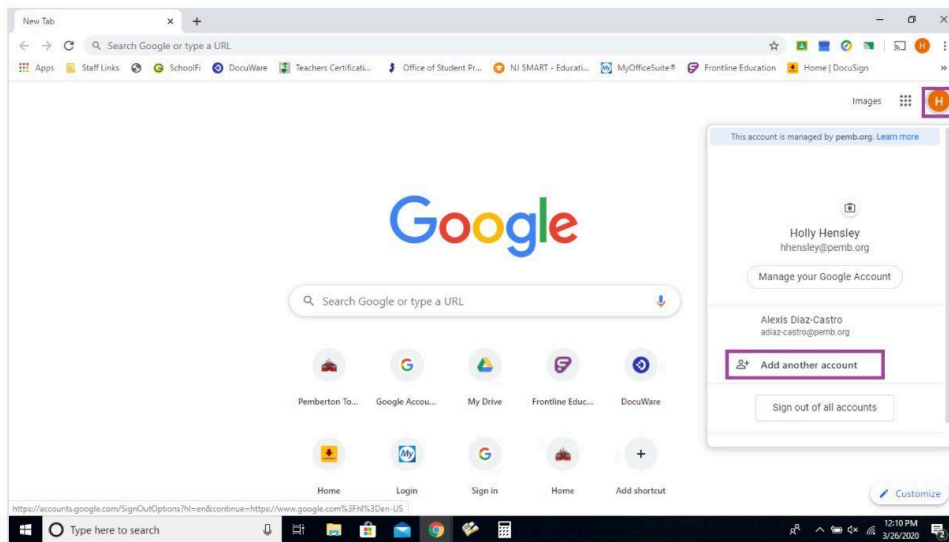 New Tab
Search Google or type a URL
H
Apps
Staff Links
SchoolFi
DocuWare
Teachers Certificati...
Office of Student Pr...
NJ SMART - Educati...
MyOfficeSuite®
Frontline Education
Home | DocuSign
»
Images
H
This account is managed by pemb.org. Learn more
Holly Hensley
hhensley@pemb.org
Manage your Google Account
Alexis Diaz-Castro
adiaz-castro@pemb.org
Add another account
Sign out of all accounts
Google
Search Google or type a URL
Pemberton To...
Google Accou...
My Drive
Frontline Educ...
DocuWare
My
Home
Login
Sign in
Home
Add shortcut
Customize
https://accounts.google.com/SignOutOptions?hl=en&continue=https://www.google.com%3Fhl%3Den-US
Type here to search
12:10 PM
3/26/2020